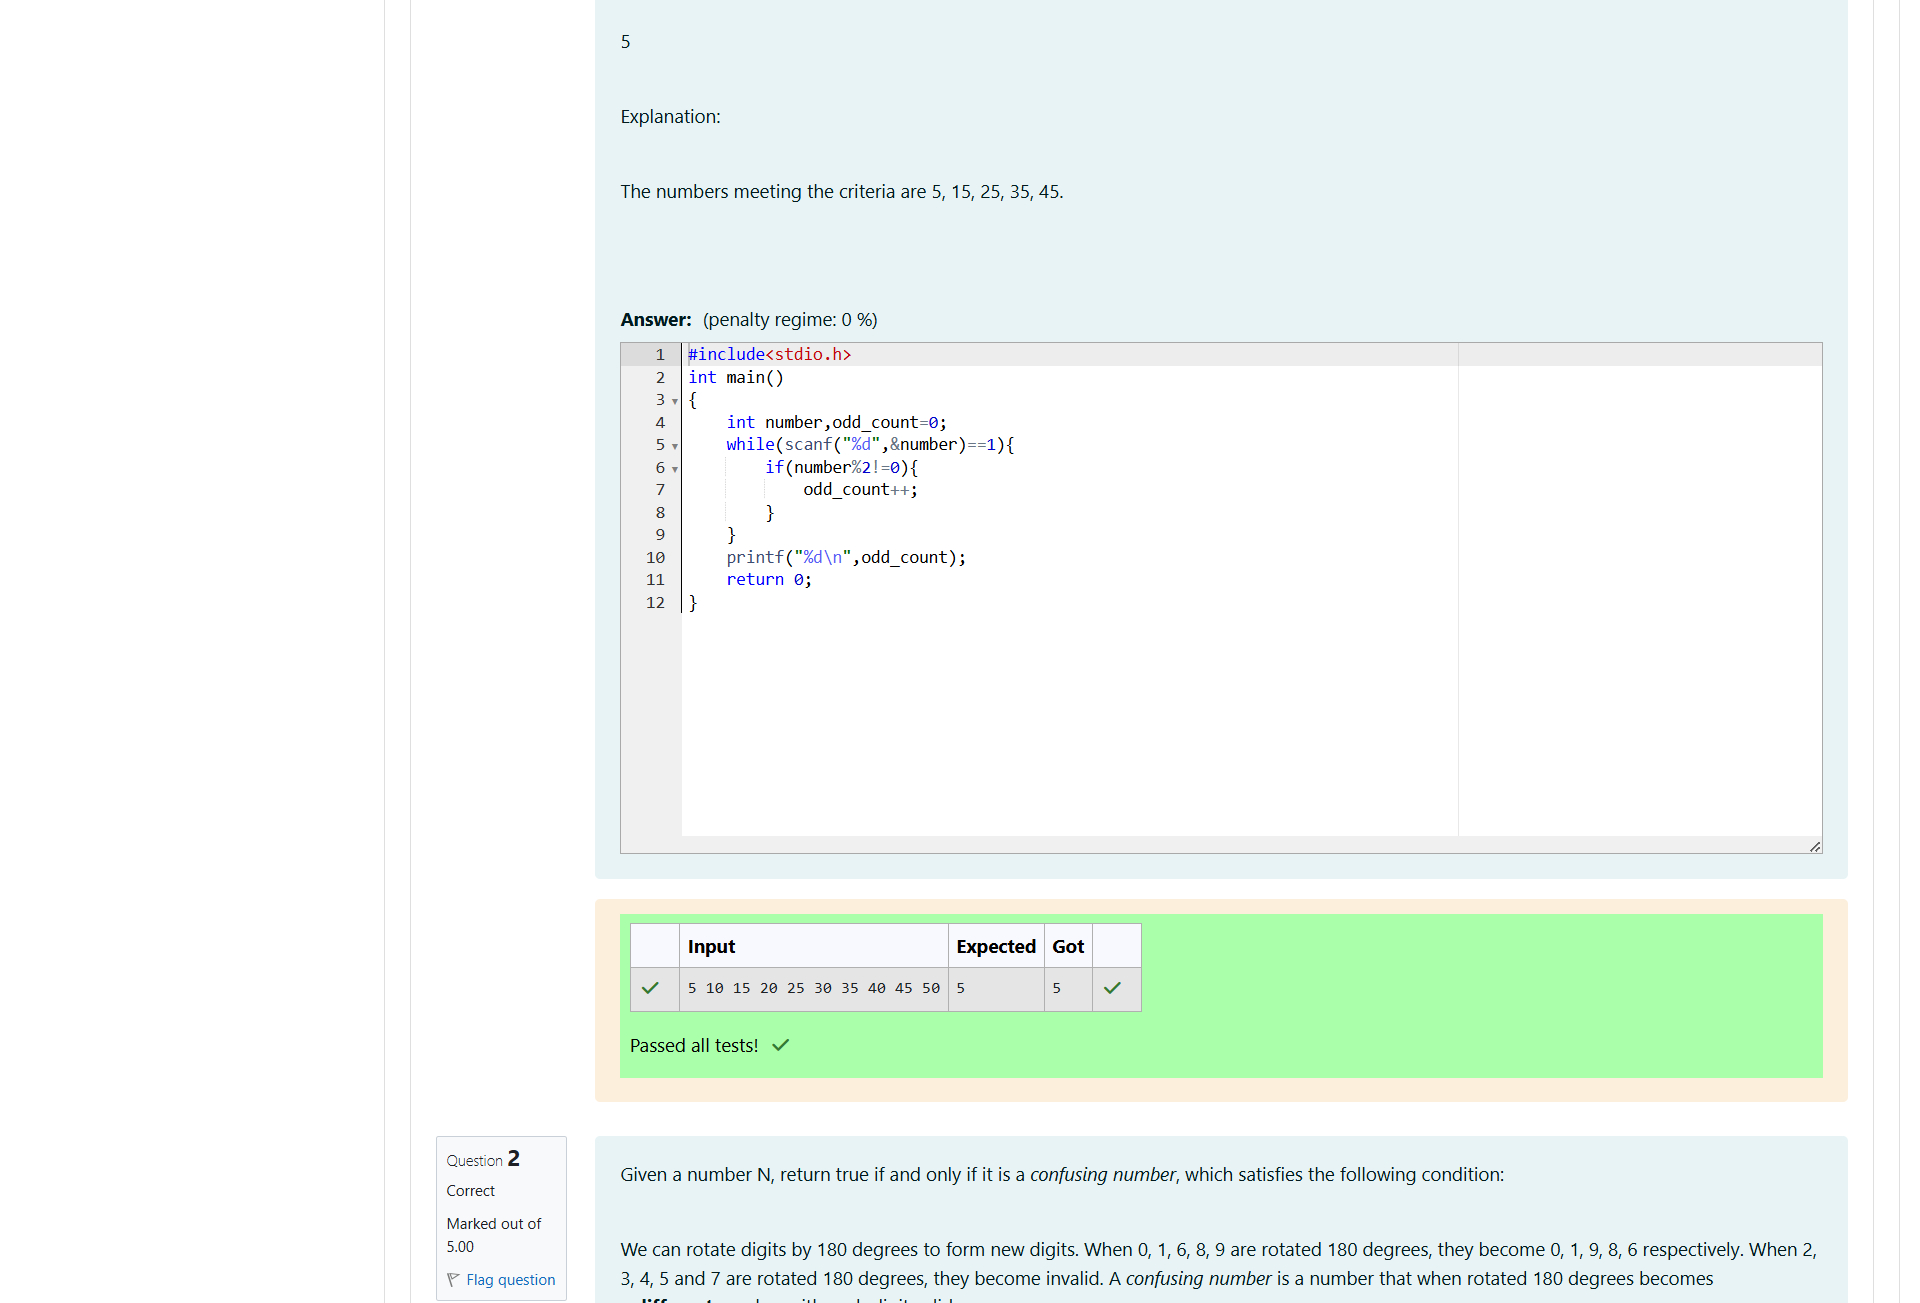 5
Explanation:
The numbers meeting the criteria are 5, 15, 25, 35, 45.
Answer: (penalty regime: 0 %)
1 #include<stdio.h>
2 int main()
3 {
4     int number,odd_count=0;
5     while(scanf("%d",&number)==1){
6         if(number%2!=0){
7             odd_count++;
8         }
9     }
10     printf("%d\n",odd_count);
11     return 0;
12 }
Input Expected Got
5 10 15 20 25 30 35 40 45 50 5 5
Passed all tests!
Question 2
Correct
Marked out of
5.00
Flag question
Given a number N, return true if and only if it is a confusing number, which satisfies the following condition:
We can rotate digits by 180 degrees to form new digits. When 0, 1, 6, 8, 9 are rotated 180 degrees, they become 0, 1, 9, 8, 6 respectively. When 2,
3, 4, 5 and 7 are rotated 180 degrees, they become invalid. A confusing number is a number that when rotated 180 degrees becomes